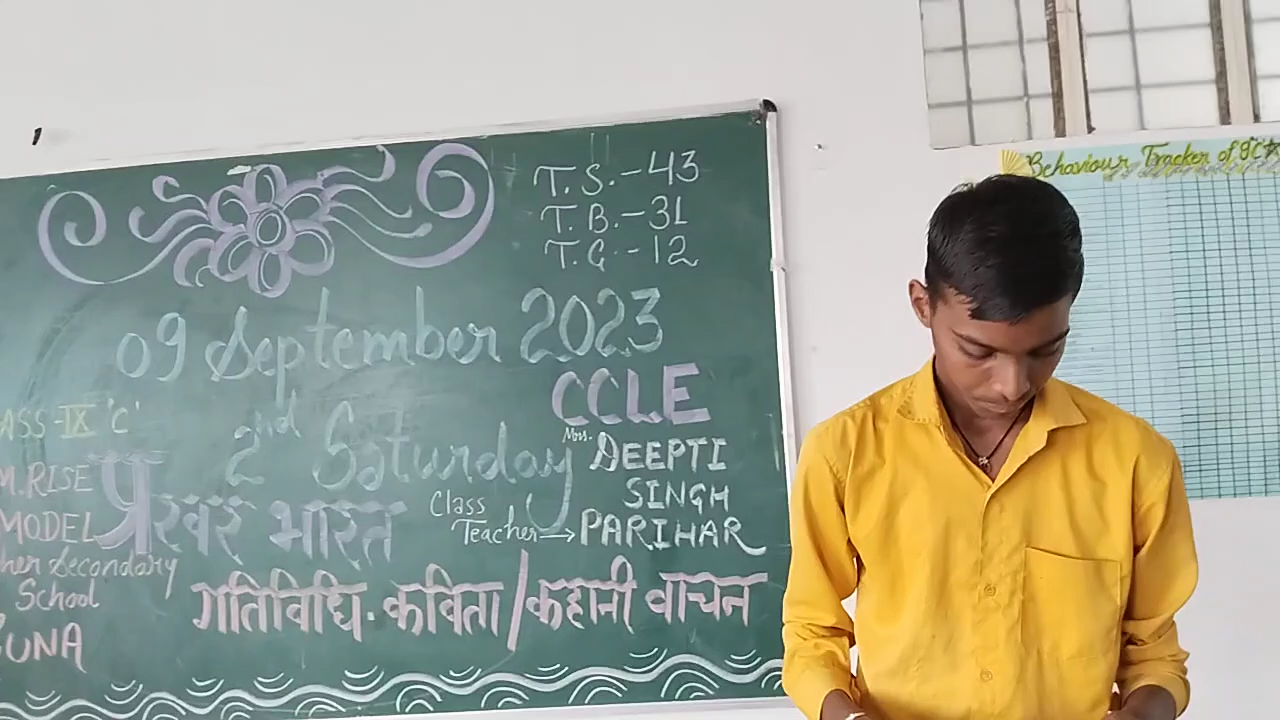 T. S. - 43
T. B. - 31
T. G. - 12
09 September 2023
CCLE
2nd Saturday
ASS-IX 'C'
M.RISE
MODEL
her Secondary
School
UNA
प्रखर भारत
Class
Teacher →
Mrs. DEEPTI
SINGH
PARIHAR
गतिविधि - कविता / कहानी वाचन
Behaviour Tracker of 9C